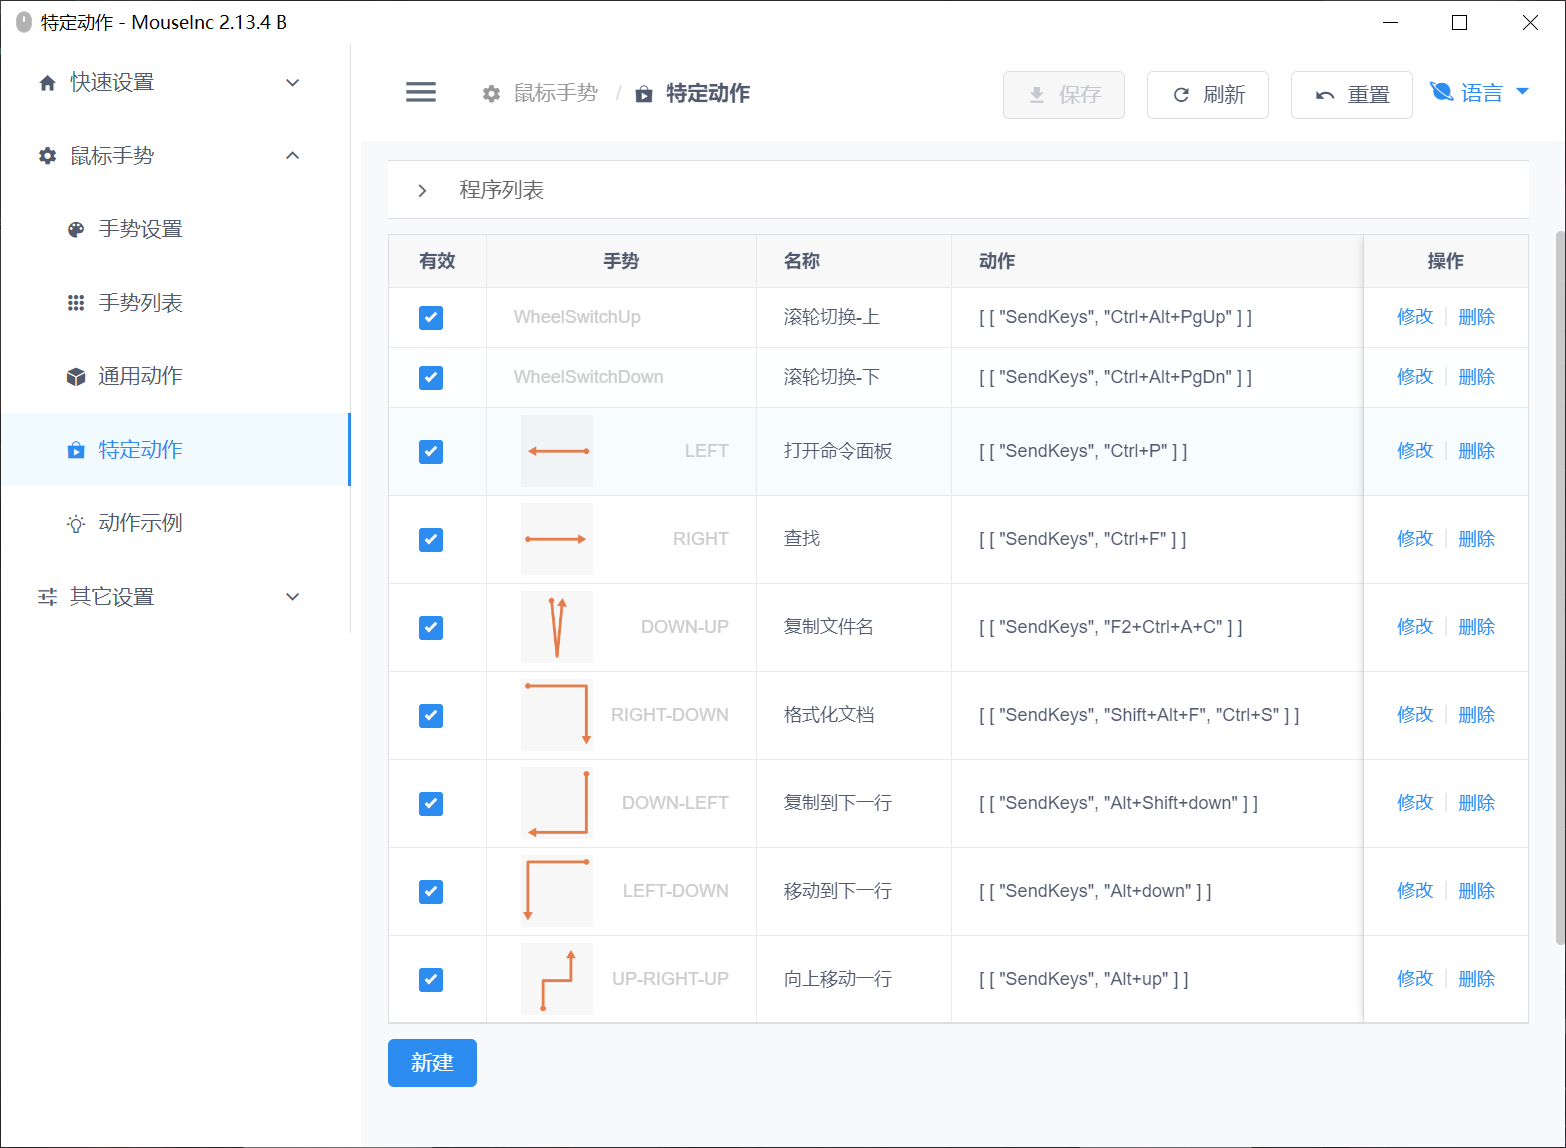 特定动作 - MouseInc 2.13.4 B
快速设置
鼠标手势
手势设置
手势列表
通用动作
特定动作
动作示例
其它设置
鼠标手势 / 特定动作
保存 刷新 重置 语言
程序列表
有效 手势 名称 动作 操作
WheelSwitchUp 滚轮切换-上 [ [ "SendKeys", "Ctrl+Alt+PgUp" ] ] 修改 删除
WheelSwitchDown 滚轮切换-下 [ [ "SendKeys", "Ctrl+Alt+PgDn" ] ] 修改 删除
LEFT 打开命令面板 [ [ "SendKeys", "Ctrl+P" ] ] 修改 删除
RIGHT 查找 [ [ "SendKeys", "Ctrl+F" ] ] 修改 删除
DOWN-UP 复制文件名 [ [ "SendKeys", "F2+Ctrl+A+C" ] ] 修改 删除
RIGHT-DOWN 格式化文档 [ [ "SendKeys", "Shift+Alt+F", "Ctrl+S" ] ] 修改 删除
DOWN-LEFT 复制到下一行 [ [ "SendKeys", "Alt+Shift+down" ] ] 修改 删除
LEFT-DOWN 移动到下一行 [ [ "SendKeys", "Alt+down" ] ] 修改 删除
UP-RIGHT-UP 向上移动一行 [ [ "SendKeys", "Alt+up" ] ] 修改 删除
新建